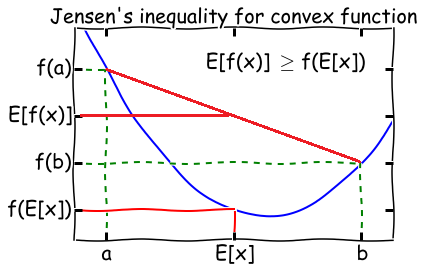 Jensen's inequality for convex function
E[f(x)] ≥ f(E[x])
f(a)
E[f(x)]
f(b)
f(E[x])
a
E[x]
b